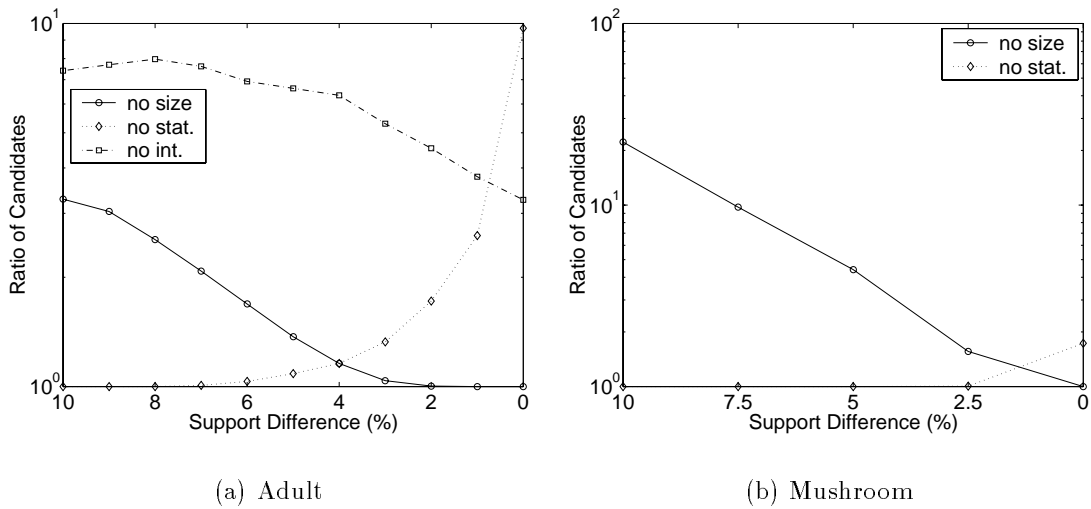 10^1
10^0
Ratio of Candidates
no size
no stat.
no int.
10 8 6 4 2 0
Support Difference (%)
(a) Adult
10^2
10^1
10^0
Ratio of Candidates
no size
no stat.
10 7.5 5 2.5 0
Support Difference (%)
(b) Mushroom